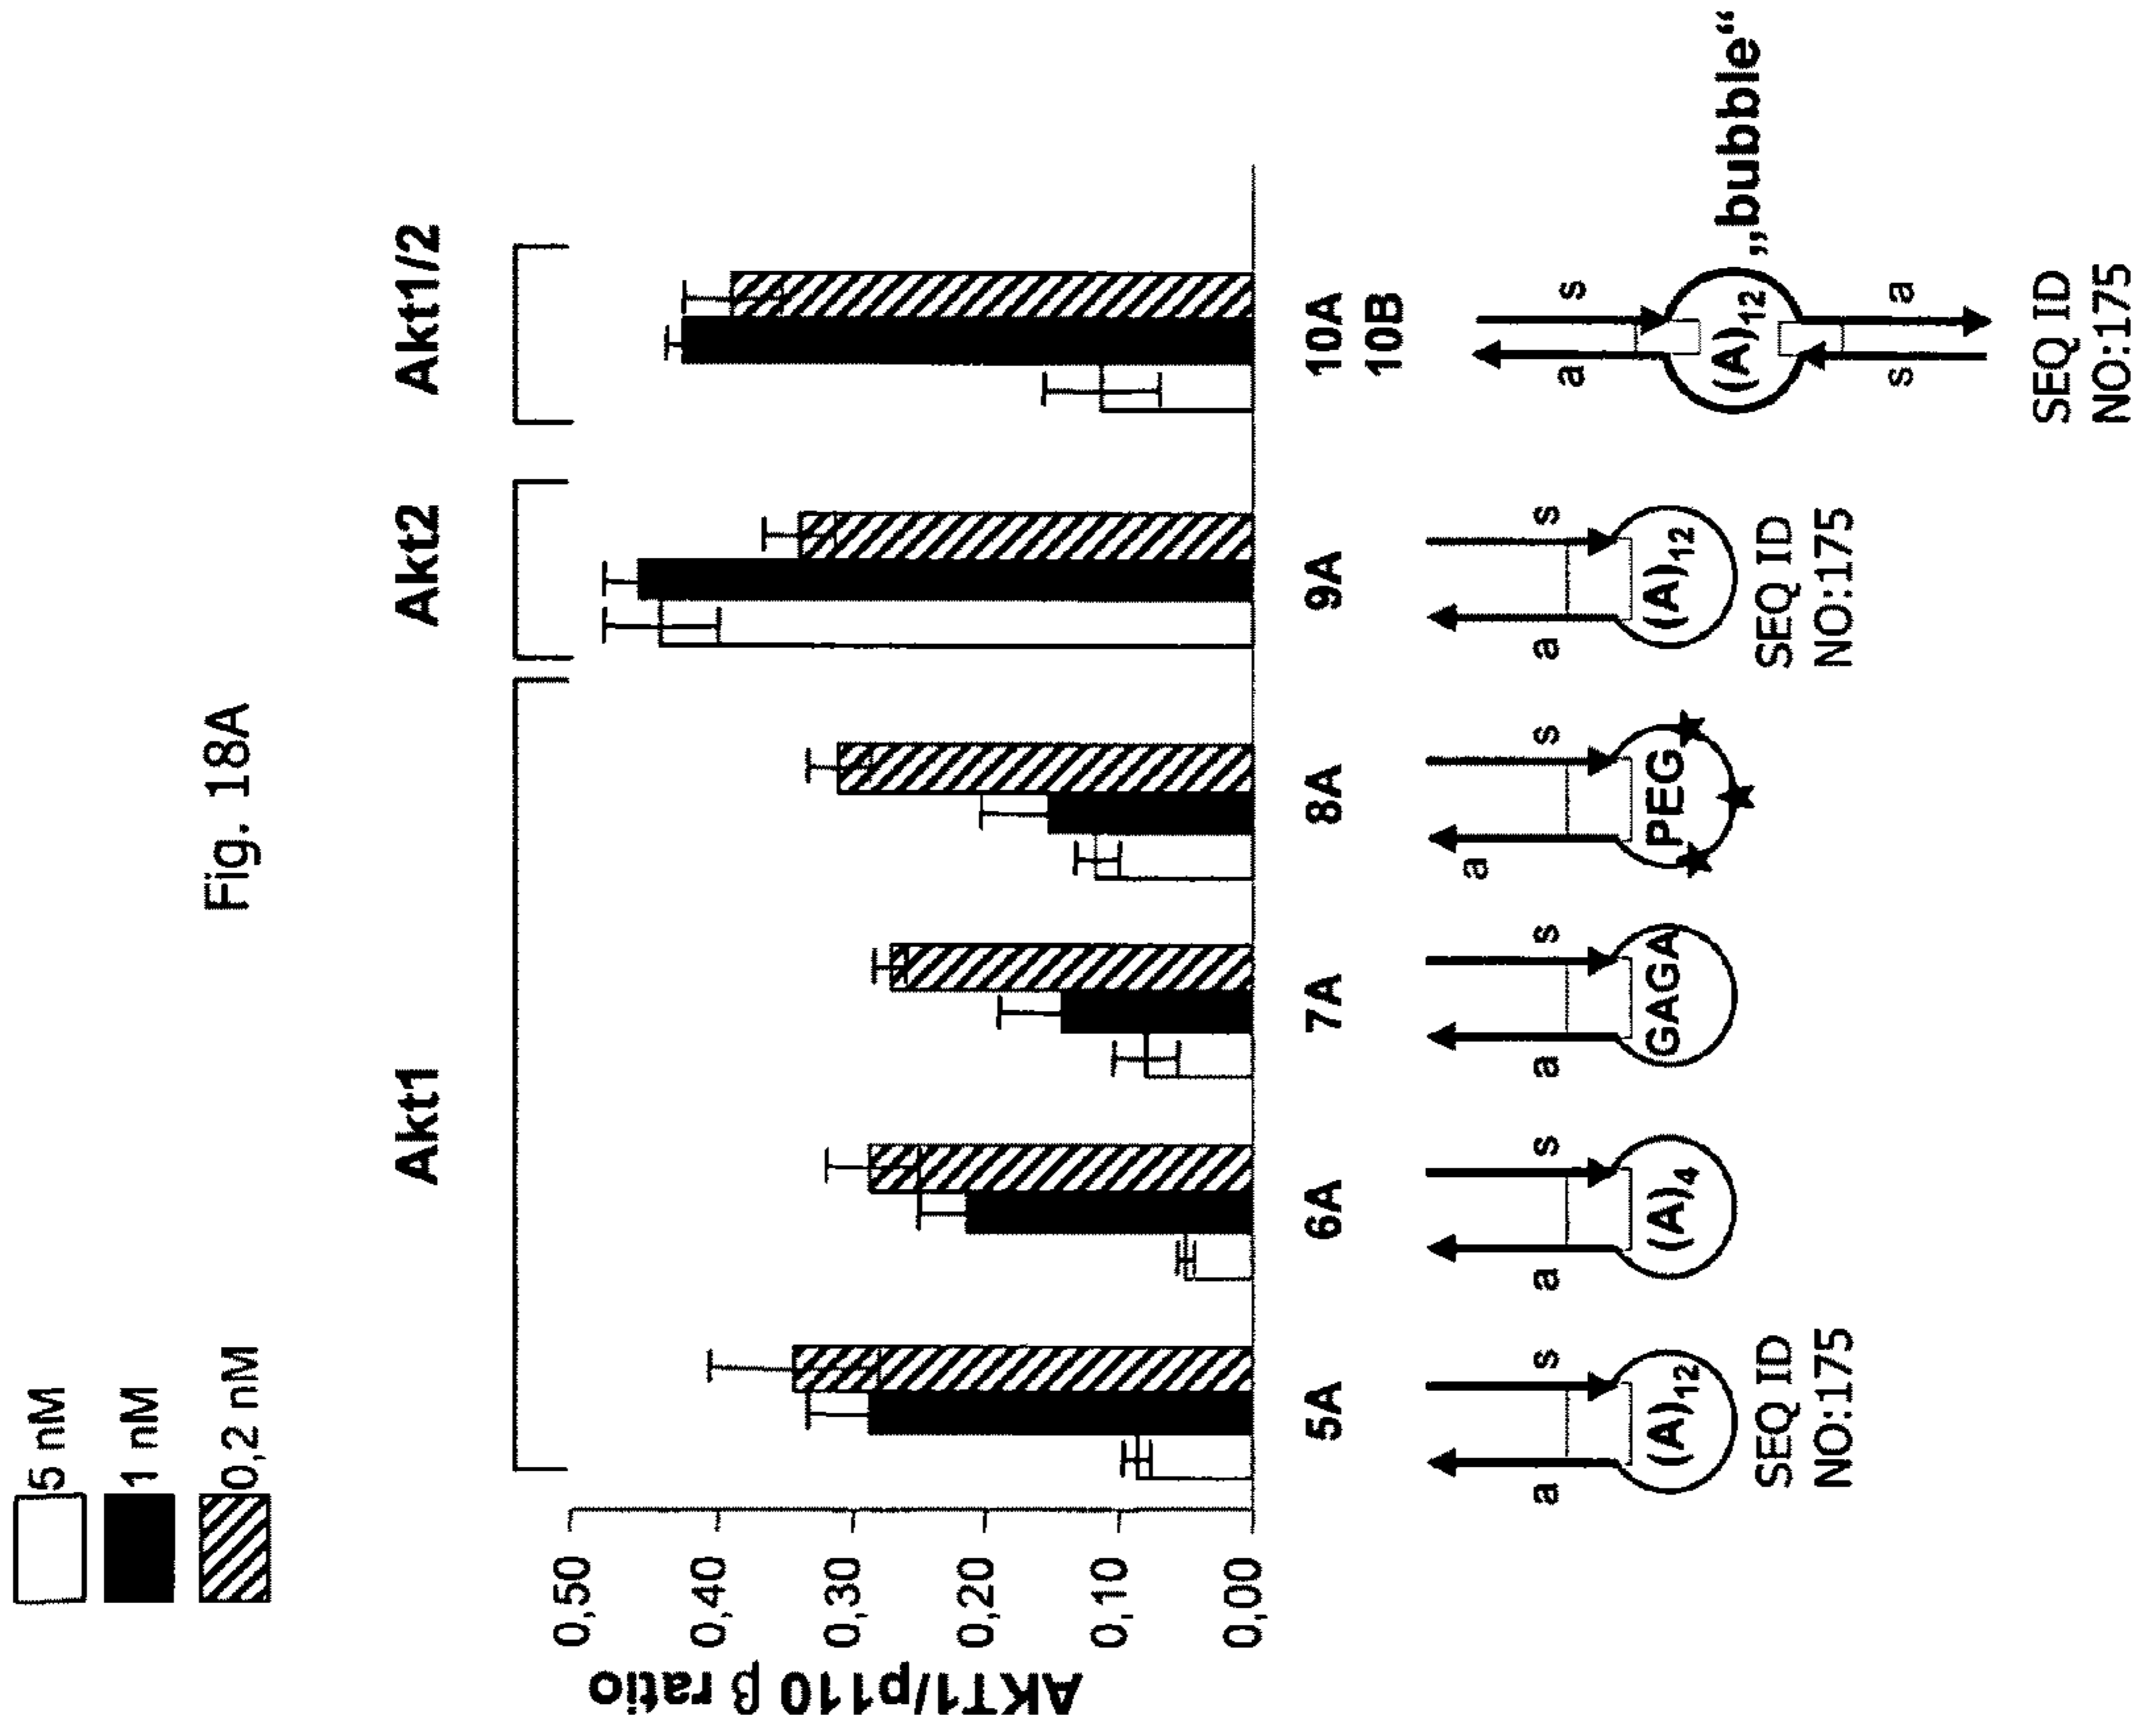 Fig. 18A
5 nM
1 nM
0,2 nM
Akt1
Akt2
Akt1/2
AKT1/p110 β ratio
0,50
0,40
0,30
0,20
0,10
0,00
5A
6A
7A
8A
9A
10A
10B
a s
(A)12
SEQ ID
NO:175
a s
(A)4
a s
GAGA
a s
PEG
a s
(A)12
SEQ ID
NO:175
a s
(A)12
„bubble“
s a
SEQ ID
NO:175